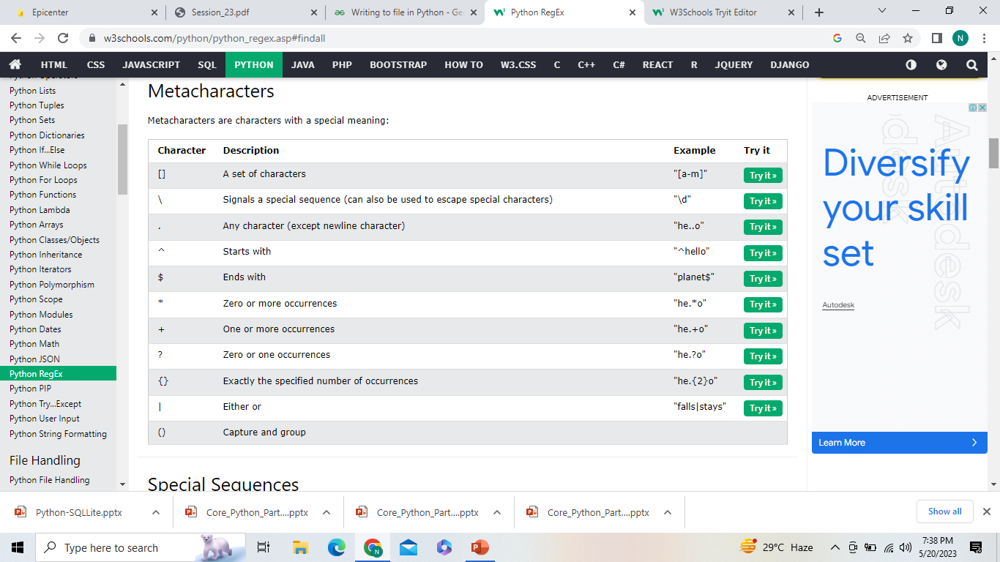 Epicenter
Session_23.pdf
Writing to file in Python - Ge
Python RegEx
W3Schools Tryit Editor
w3schools.com/python/python_regex.asp#findall
N
HTML CSS JAVASCRIPT SQL PYTHON JAVA PHP BOOTSTRAP HOW TO W3.CSS C C++ C# REACT R JQUERY DJANGO
Python Operators
Python Lists
Python Tuples
Python Sets
Python Dictionaries
Python If...Else
Python While Loops
Python For Loops
Python Functions
Python Lambda
Python Arrays
Python Classes/Objects
Python Inheritance
Python Iterators
Python Polymorphism
Python Scope
Python Modules
Python Dates
Python Math
Python JSON
Python RegEx
Python PIP
Python Try...Except
Python User Input
Python String Formatting
File Handling
Python File Handling
Metacharacters
Metacharacters are characters with a special meaning:
Character Description Example Try it
[] A set of characters "[a-m]" Try it »
\ Signals a special sequence (can also be used to escape special characters) "\d" Try it »
. Any character (except newline character) "he..o" Try it »
^ Starts with "^hello" Try it »
$ Ends with "planet$" Try it »
* Zero or more occurrences "he.*o" Try it »
+ One or more occurrences "he.+o" Try it »
? Zero or one occurrences "he.?o" Try it »
{} Exactly the specified number of occurrences "he.{2}o" Try it »
| Either or "falls|stays" Try it »
() Capture and group
Special Sequences
ADVERTISEMENT
Autodesk
Diversify
your skill
set
Autodesk
Learn More
Python-SQLLite.pptx
Core_Python_Part....pptx
Core_Python_Part....pptx
Core_Python_Part....pptx
Show all
Type here to search
29°C Haze
7:38 PM
5/20/2023